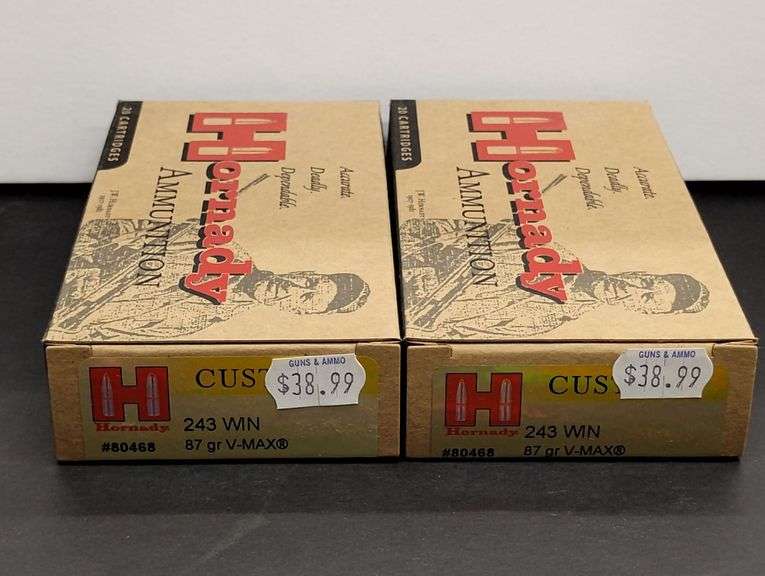 20 CARTRIDGES
Hornady
AMMUNITION
Accurate.
Deadly.
Dependable.
20 CARTRIDGES
Hornady
AMMUNITION
Accurate.
Deadly.
Dependable.
GUNS & AMMO
$38.99
CUST
H
Hornady
243 WIN
#80468
87 gr V-MAX®
GUNS & AMMO
$38.99
CUS
H
Hornady
243 WIN
#80468
87 gr V-MAX®